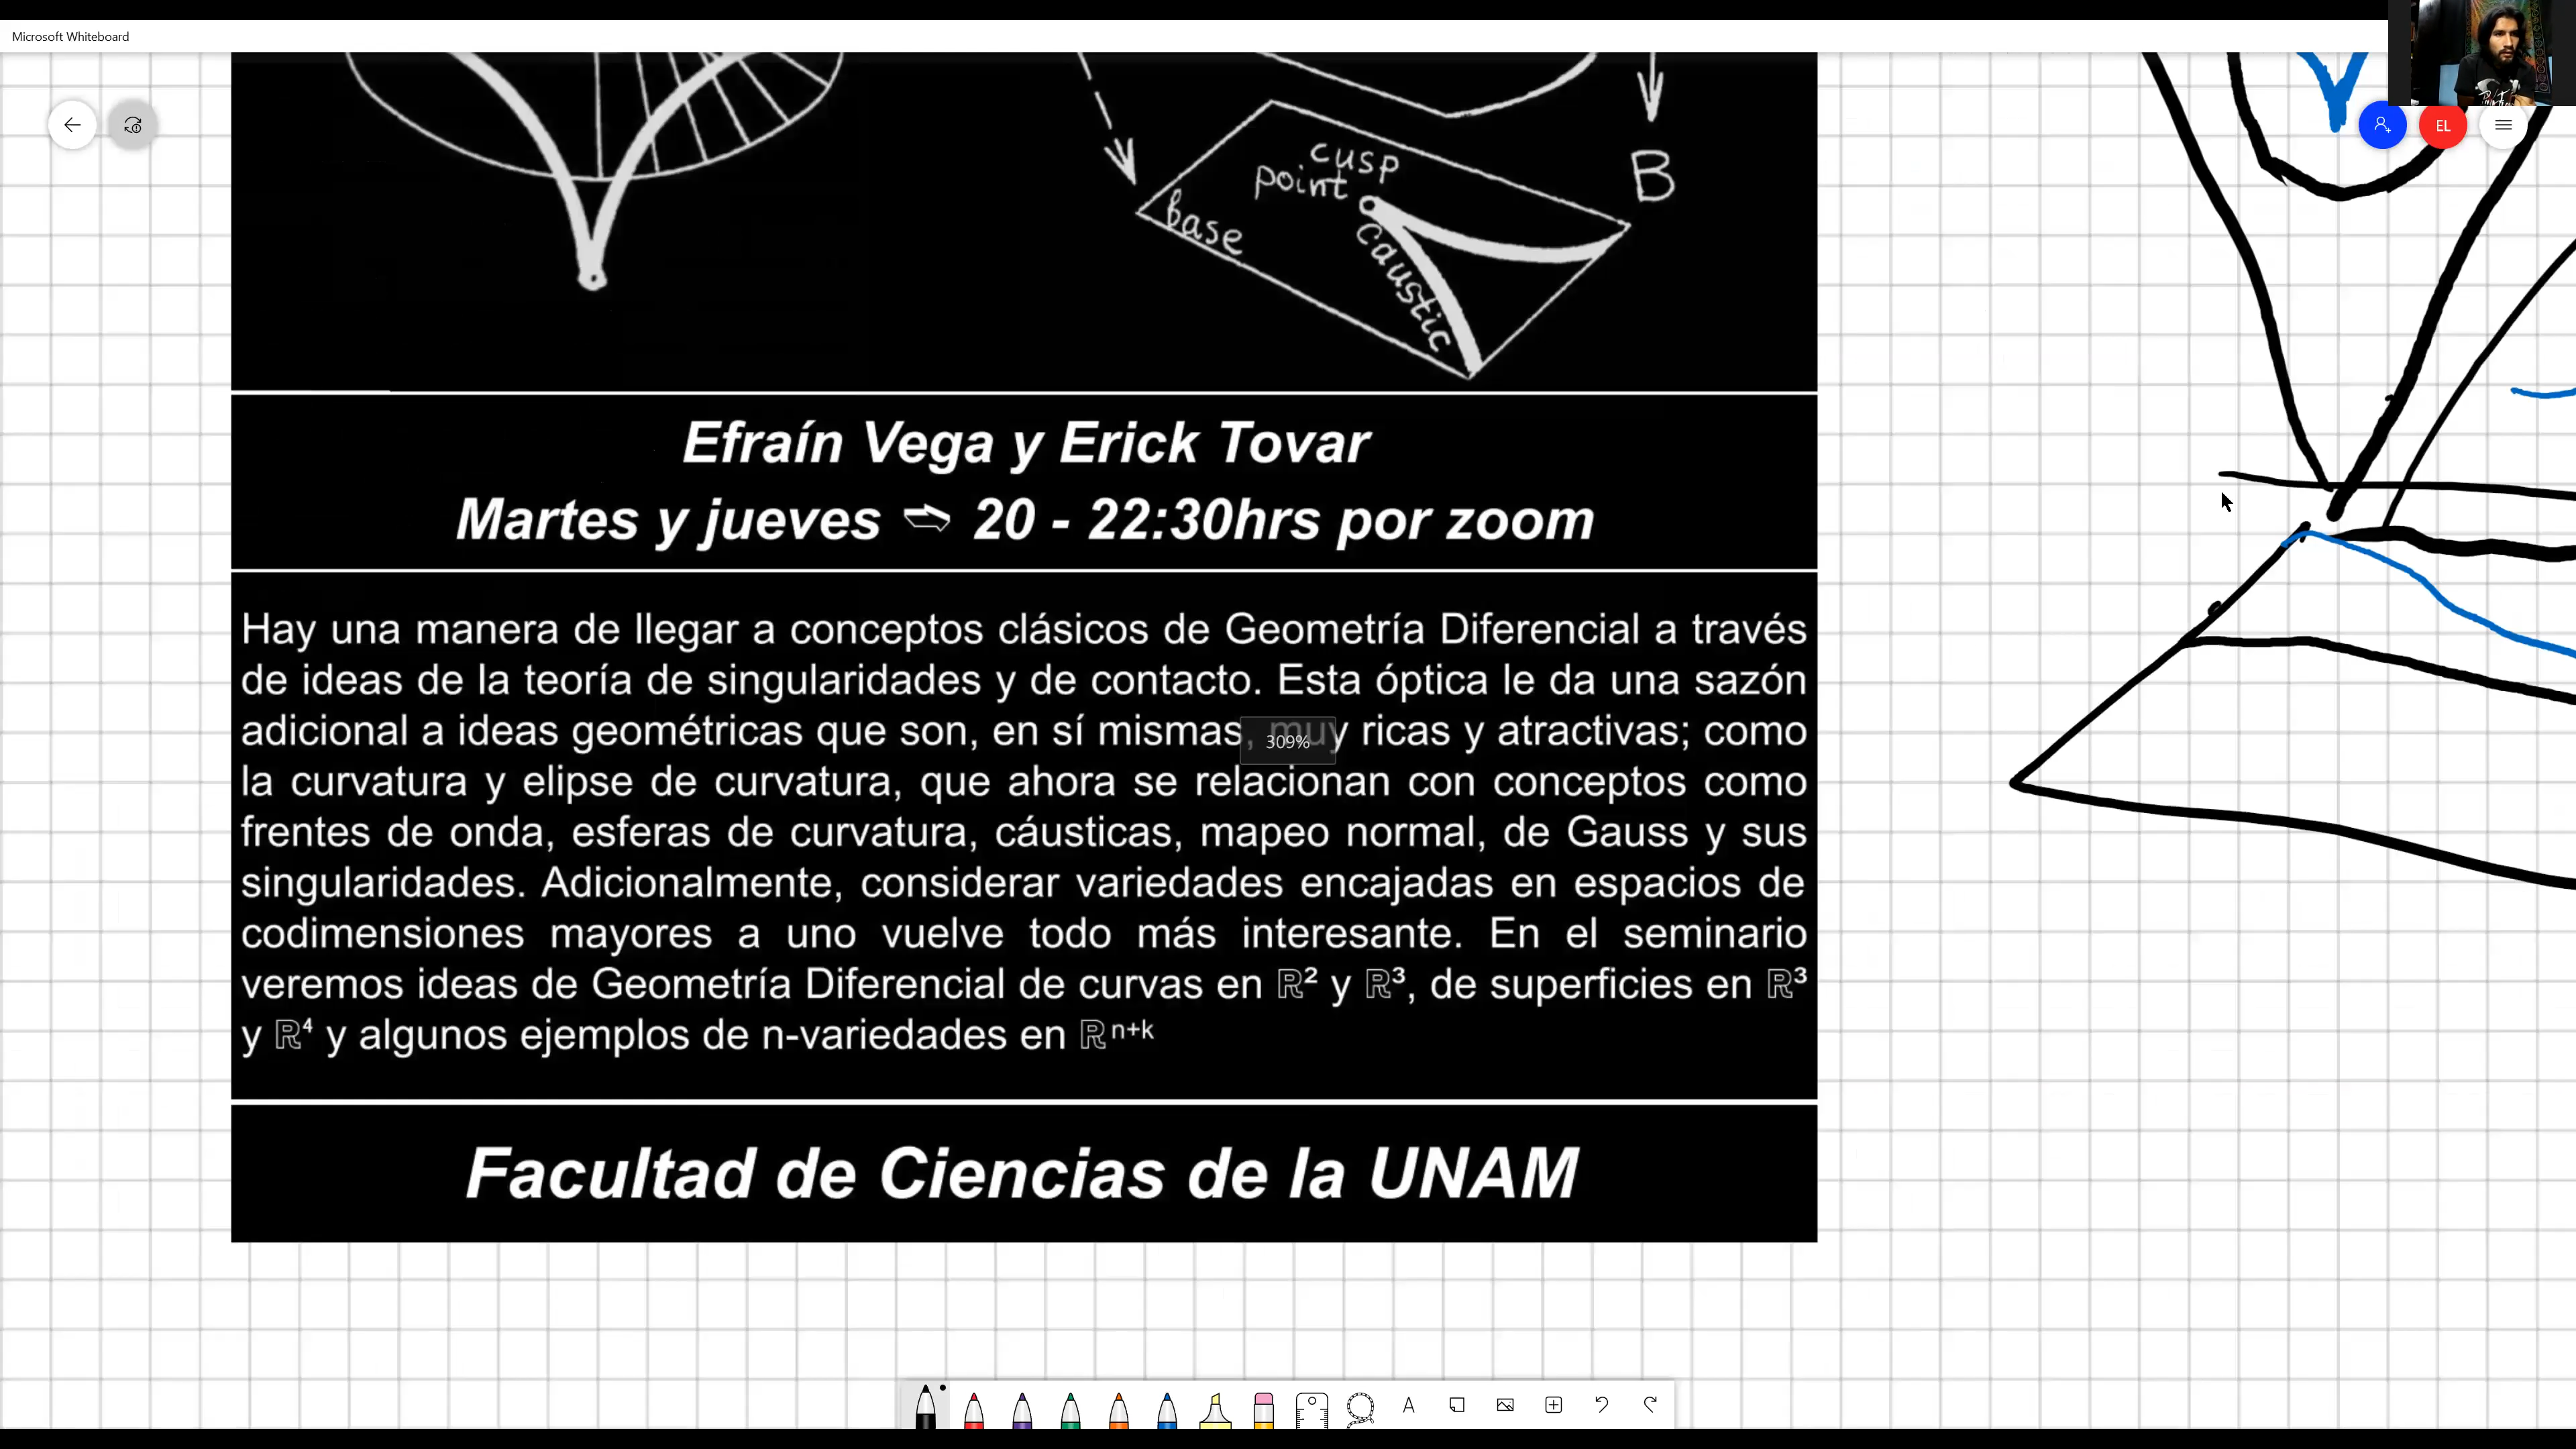 Microsoft Whiteboard
EL
cusp
point
B
base
caustic
Efraín Vega y Erick Tovar
Martes y jueves ➩ 20 - 22:30hrs por zoom
Hay una manera de llegar a conceptos clásicos de Geometría Diferencial a través
de ideas de la teoría de singularidades y de contacto. Esta óptica le da una sazón
adicional a ideas geométricas que son, en sí mismas, muy ricas y atractivas; como
309%
la curvatura y elipse de curvatura, que ahora se relacionan con conceptos como
frentes de onda, esferas de curvatura, cáusticas, mapeo normal, de Gauss y sus
singularidades. Adicionalmente, considerar variedades encajadas en espacios de
codimensiones mayores a uno vuelve todo más interesante. En el seminario
veremos ideas de Geometría Diferencial de curvas en ℝ² y ℝ³, de superficies en ℝ³
y ℝ⁴ y algunos ejemplos de n-variedades en ℝⁿ⁺ᵏ
Facultad de Ciencias de la UNAM
A